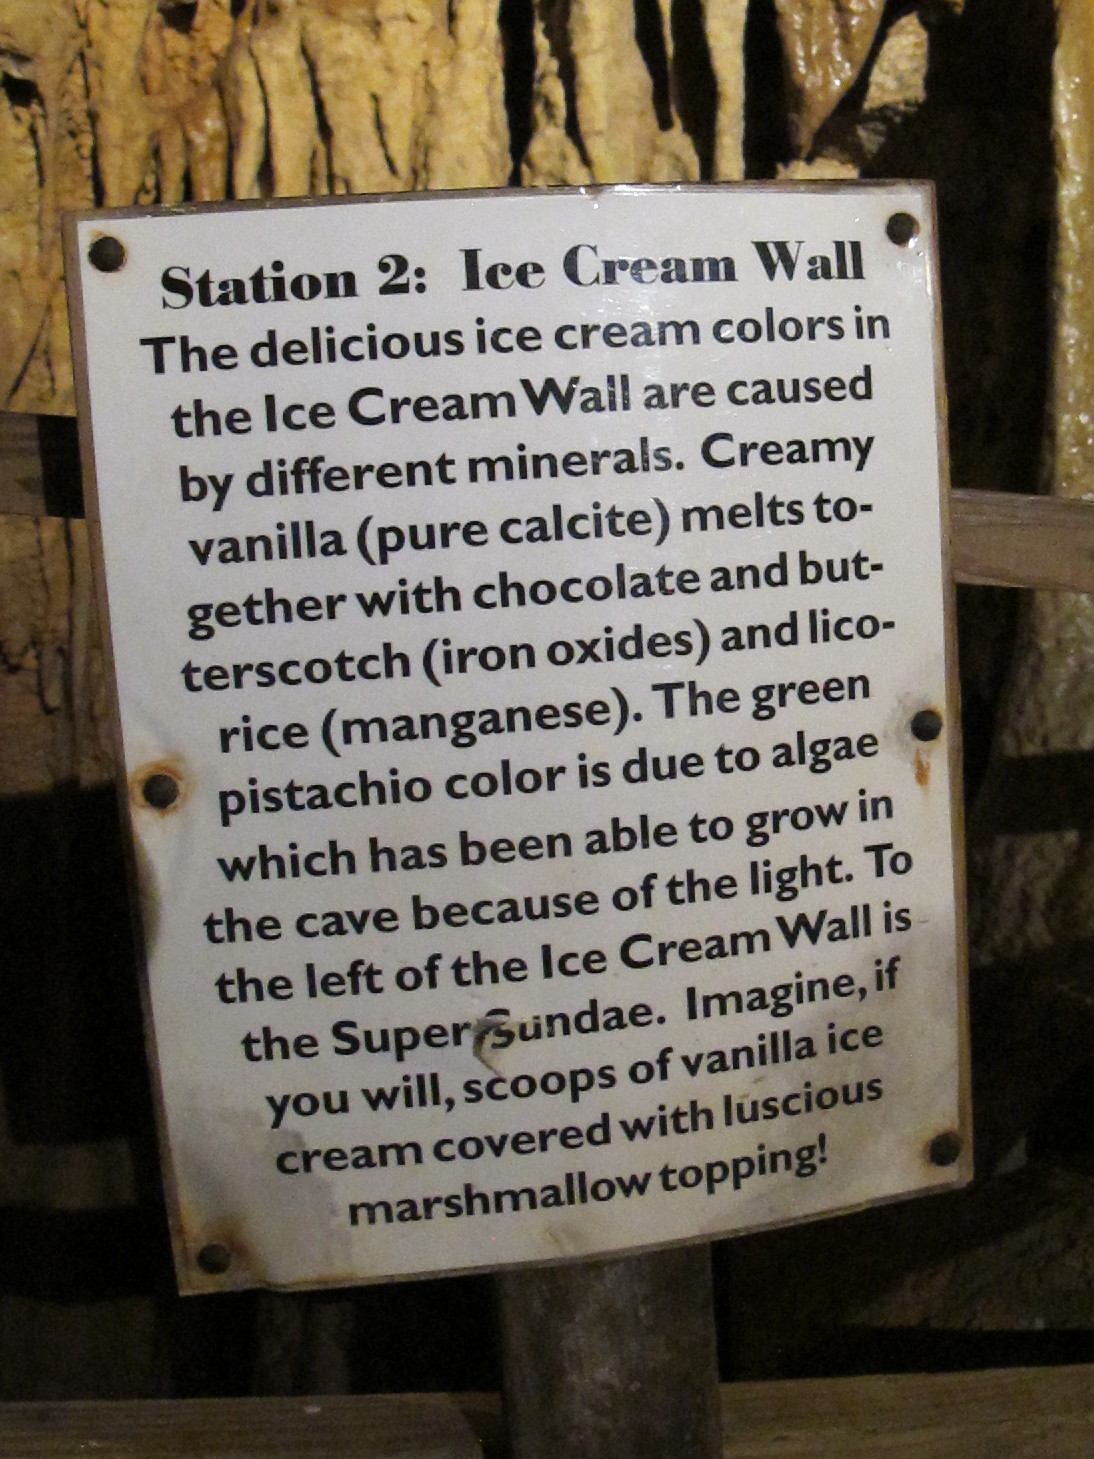 Station 2: Ice Cream Wall
The delicious ice cream colors in
the Ice Cream Wall are caused
by different minerals. Creamy
vanilla (pure calcite) melts to-
gether with chocolate and but-
terscotch (iron oxides) and lico-
rice (manganese). The green
pistachio color is due to algae
which has been able to grow in
the cave because of the light. To
the left of the Ice Cream Wall is
the Super Sundae. Imagine, if
you will, scoops of vanilla ice
cream covered with luscious
marshmallow topping!